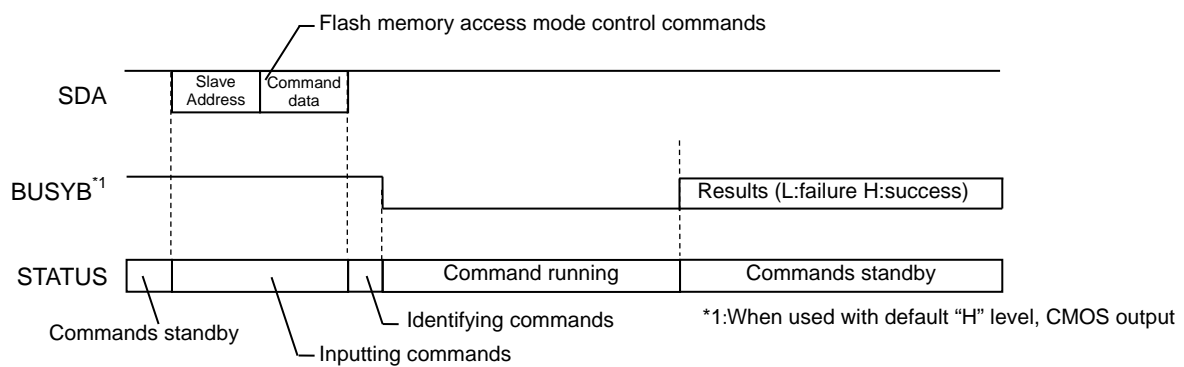 Flash memory access mode control commands
SDA
Slave
Address
Command
data
BUSYB*1
Results (L:failure H:success)
STATUS
Command running
Commands standby
Commands standby
Identifying commands
Inputting commands
*1:When used with default “H” level, CMOS output